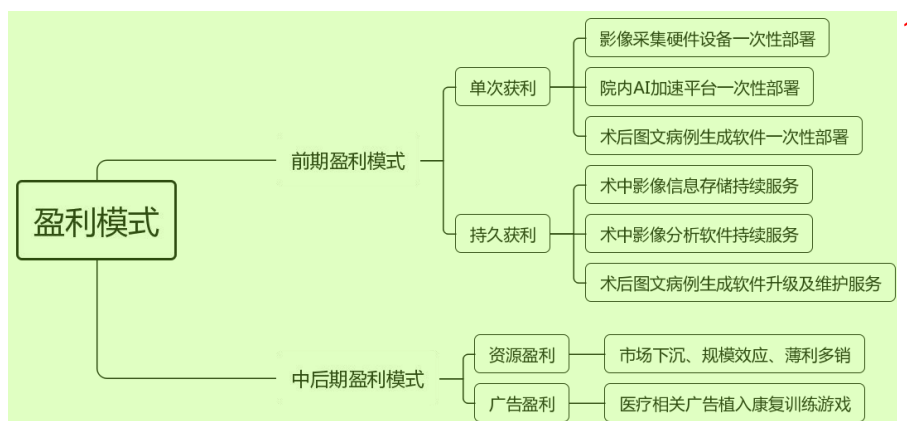 盈利模式
前期盈利模式
单次获利
影像采集硬件设备一次性部署
院内AI加速平台一次性部署
术后图文病例生成软件一次性部署
持久获利
术中影像信息存储持续服务
术中影像分析软件持续服务
术后图文病例生成软件升级及维护服务
中后期盈利模式
资源盈利
市场下沉、规模效应、薄利多销
广告盈利
医疗相关广告植入康复训练游戏